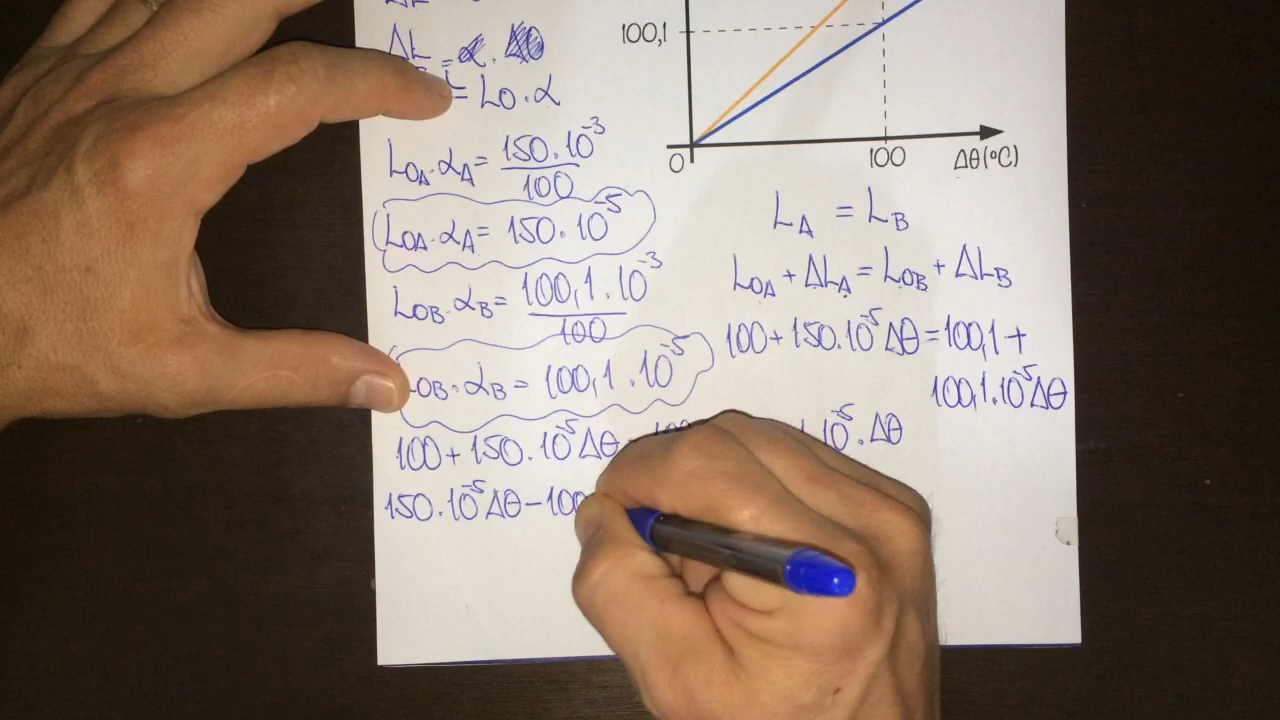 ΔL = α .
= L0 . α
L0A . αA = 150.10⁻³ / 100
L0A . αA = 150.10⁻⁵
L0B . αB = 100,1.10⁻³ / 100
0B . αB = 100,1.10⁻⁵
100 + 150.10⁻⁵ Δθ
10⁻⁵ . Δθ
150.10⁻⁵ Δθ - 100
100,1
0
100
Δθ(ºC)
LA = LB
L0A + ΔLA = L0B + ΔLB
100 + 150.10⁻⁵ Δθ = 100,1 +
100,1.10⁻⁵ Δθ